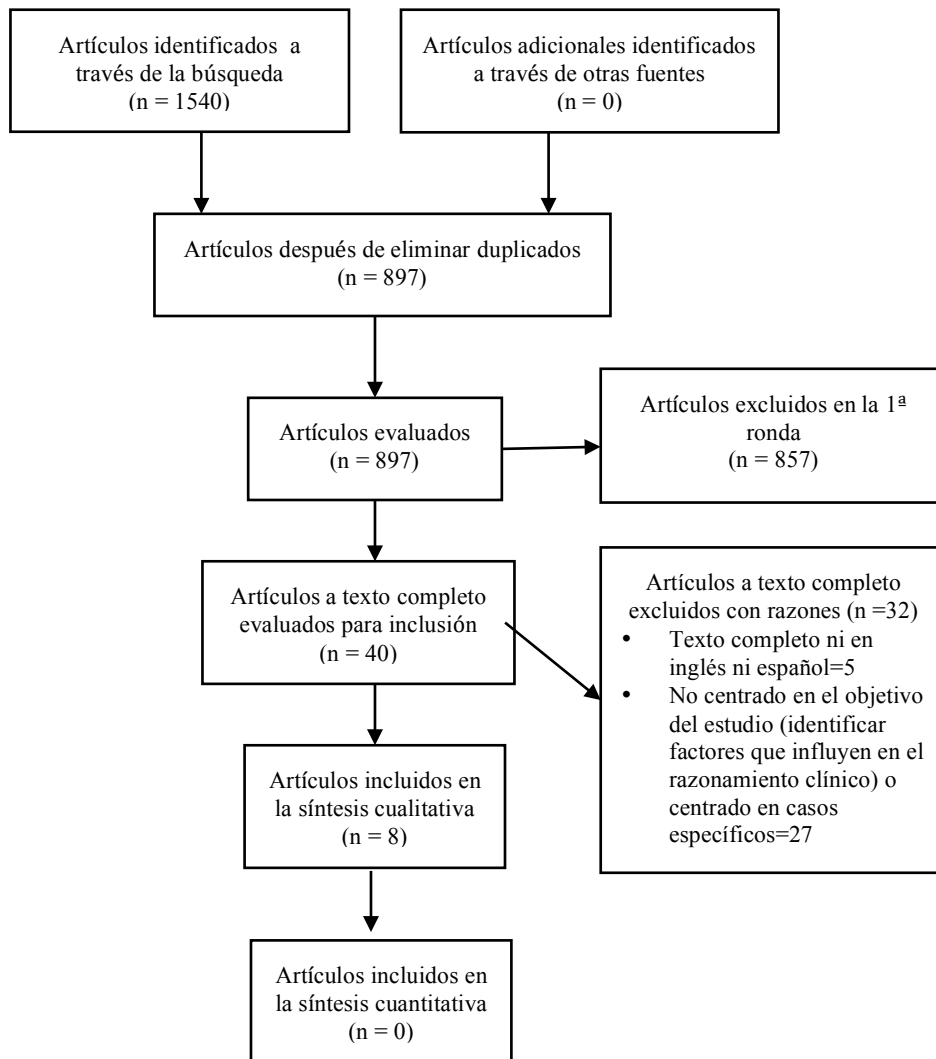 Artículos identificados a
través de la búsqueda
(n = 1540)
Artículos adicionales identificados
a través de otras fuentes
(n = 0)
Artículos después de eliminar duplicados
(n = 897)
Artículos evaluados
(n = 897)
Artículos excluidos en la 1ª
ronda
(n = 857)
Artículos a texto completo
evaluados para inclusión
(n = 40)
Artículos a texto completo
excluidos con razones (n =32)
• Texto completo ni en
inglés ni español=5
• No centrado en el objetivo
del estudio (identificar
factores que influyen en el
razonamiento clínico) o
centrado en casos
específicos=27
Artículos incluidos en
la síntesis cualitativa
(n = 8)
Artículos incluidos en
la síntesis cuantitativa
(n = 0)